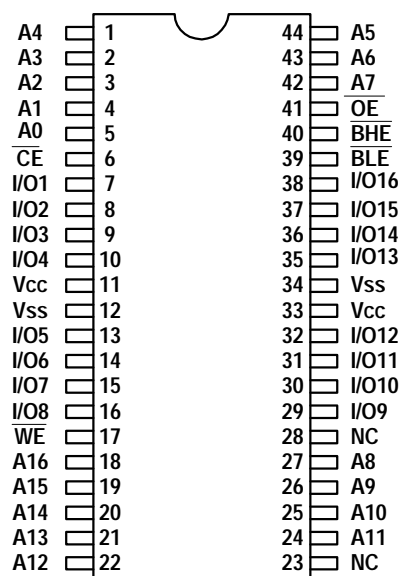 A4 1 44 A5
A3 2 43 A6
A2 3 42 A7
A1 4 41 OE
A0 5 40 BHE
CE 6 39 BLE
I/O1 7 38 I/O16
I/O2 8 37 I/O15
I/O3 9 36 I/O14
I/O4 10 35 I/O13
Vcc 11 34 Vss
Vss 12 33 Vcc
I/O5 13 32 I/O12
I/O6 14 31 I/O11
I/O7 15 30 I/O10
I/O8 16 29 I/O9
WE 17 28 NC
A16 18 27 A8
A15 19 26 A9
A14 20 25 A10
A13 21 24 A11
A12 22 23 NC